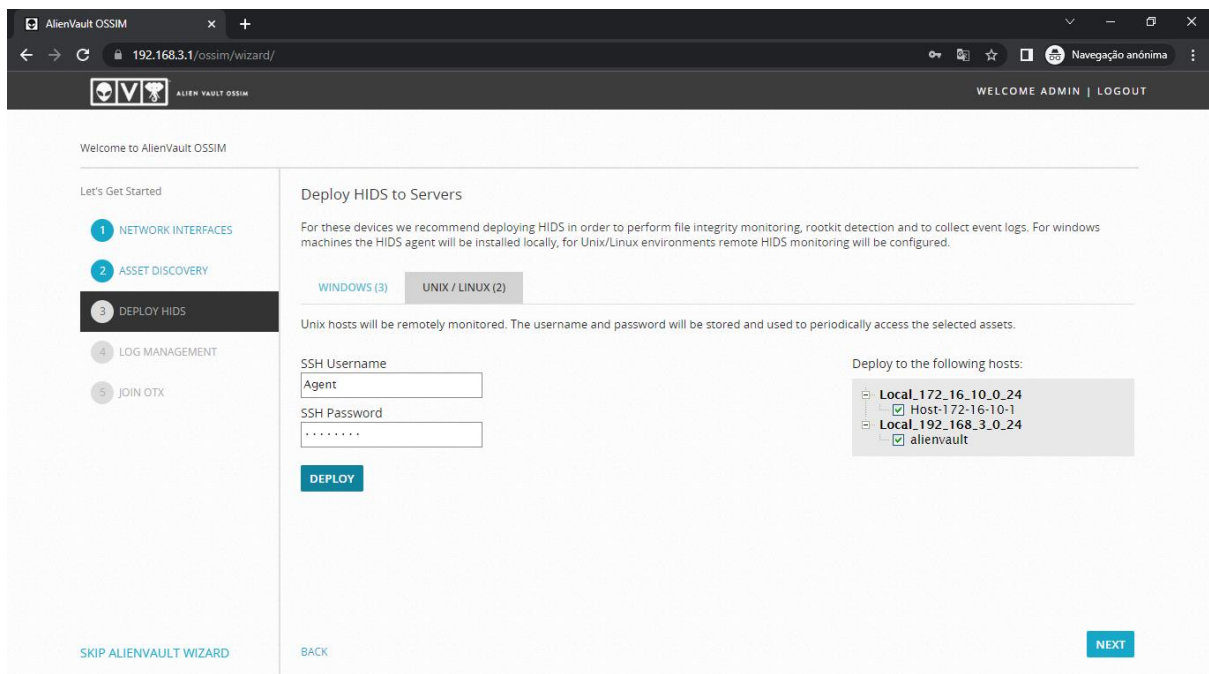 AlienVault OSSIM
192.168.3.1/ossim/wizard/
Navegação anónima
ALIEN VAULT OSSIM
WELCOME ADMIN | LOGOUT
Welcome to AlienVault OSSIM
Let's Get Started
1 NETWORK INTERFACES
2 ASSET DISCOVERY
3 DEPLOY HIDS
4 LOG MANAGEMENT
5 JOIN OTX
SKIP ALIENVAULT WIZARD
Deploy HIDS to Servers
For these devices we recommend deploying HIDS in order to perform file integrity monitoring, rootkit detection and to collect event logs. For windows
machines the HIDS agent will be installed locally, for Unix/Linux environments remote HIDS monitoring will be configured.
WINDOWS (3) UNIX / LINUX (2)
Unix hosts will be remotely monitored. The username and password will be stored and used to periodically access the selected assets.
SSH Username
Agent
SSH Password
........
DEPLOY
Deploy to the following hosts:
Local_172_16_10_0_24
Host-172-16-10-1
Local_192_168_3_0_24
alienvault
BACK
NEXT